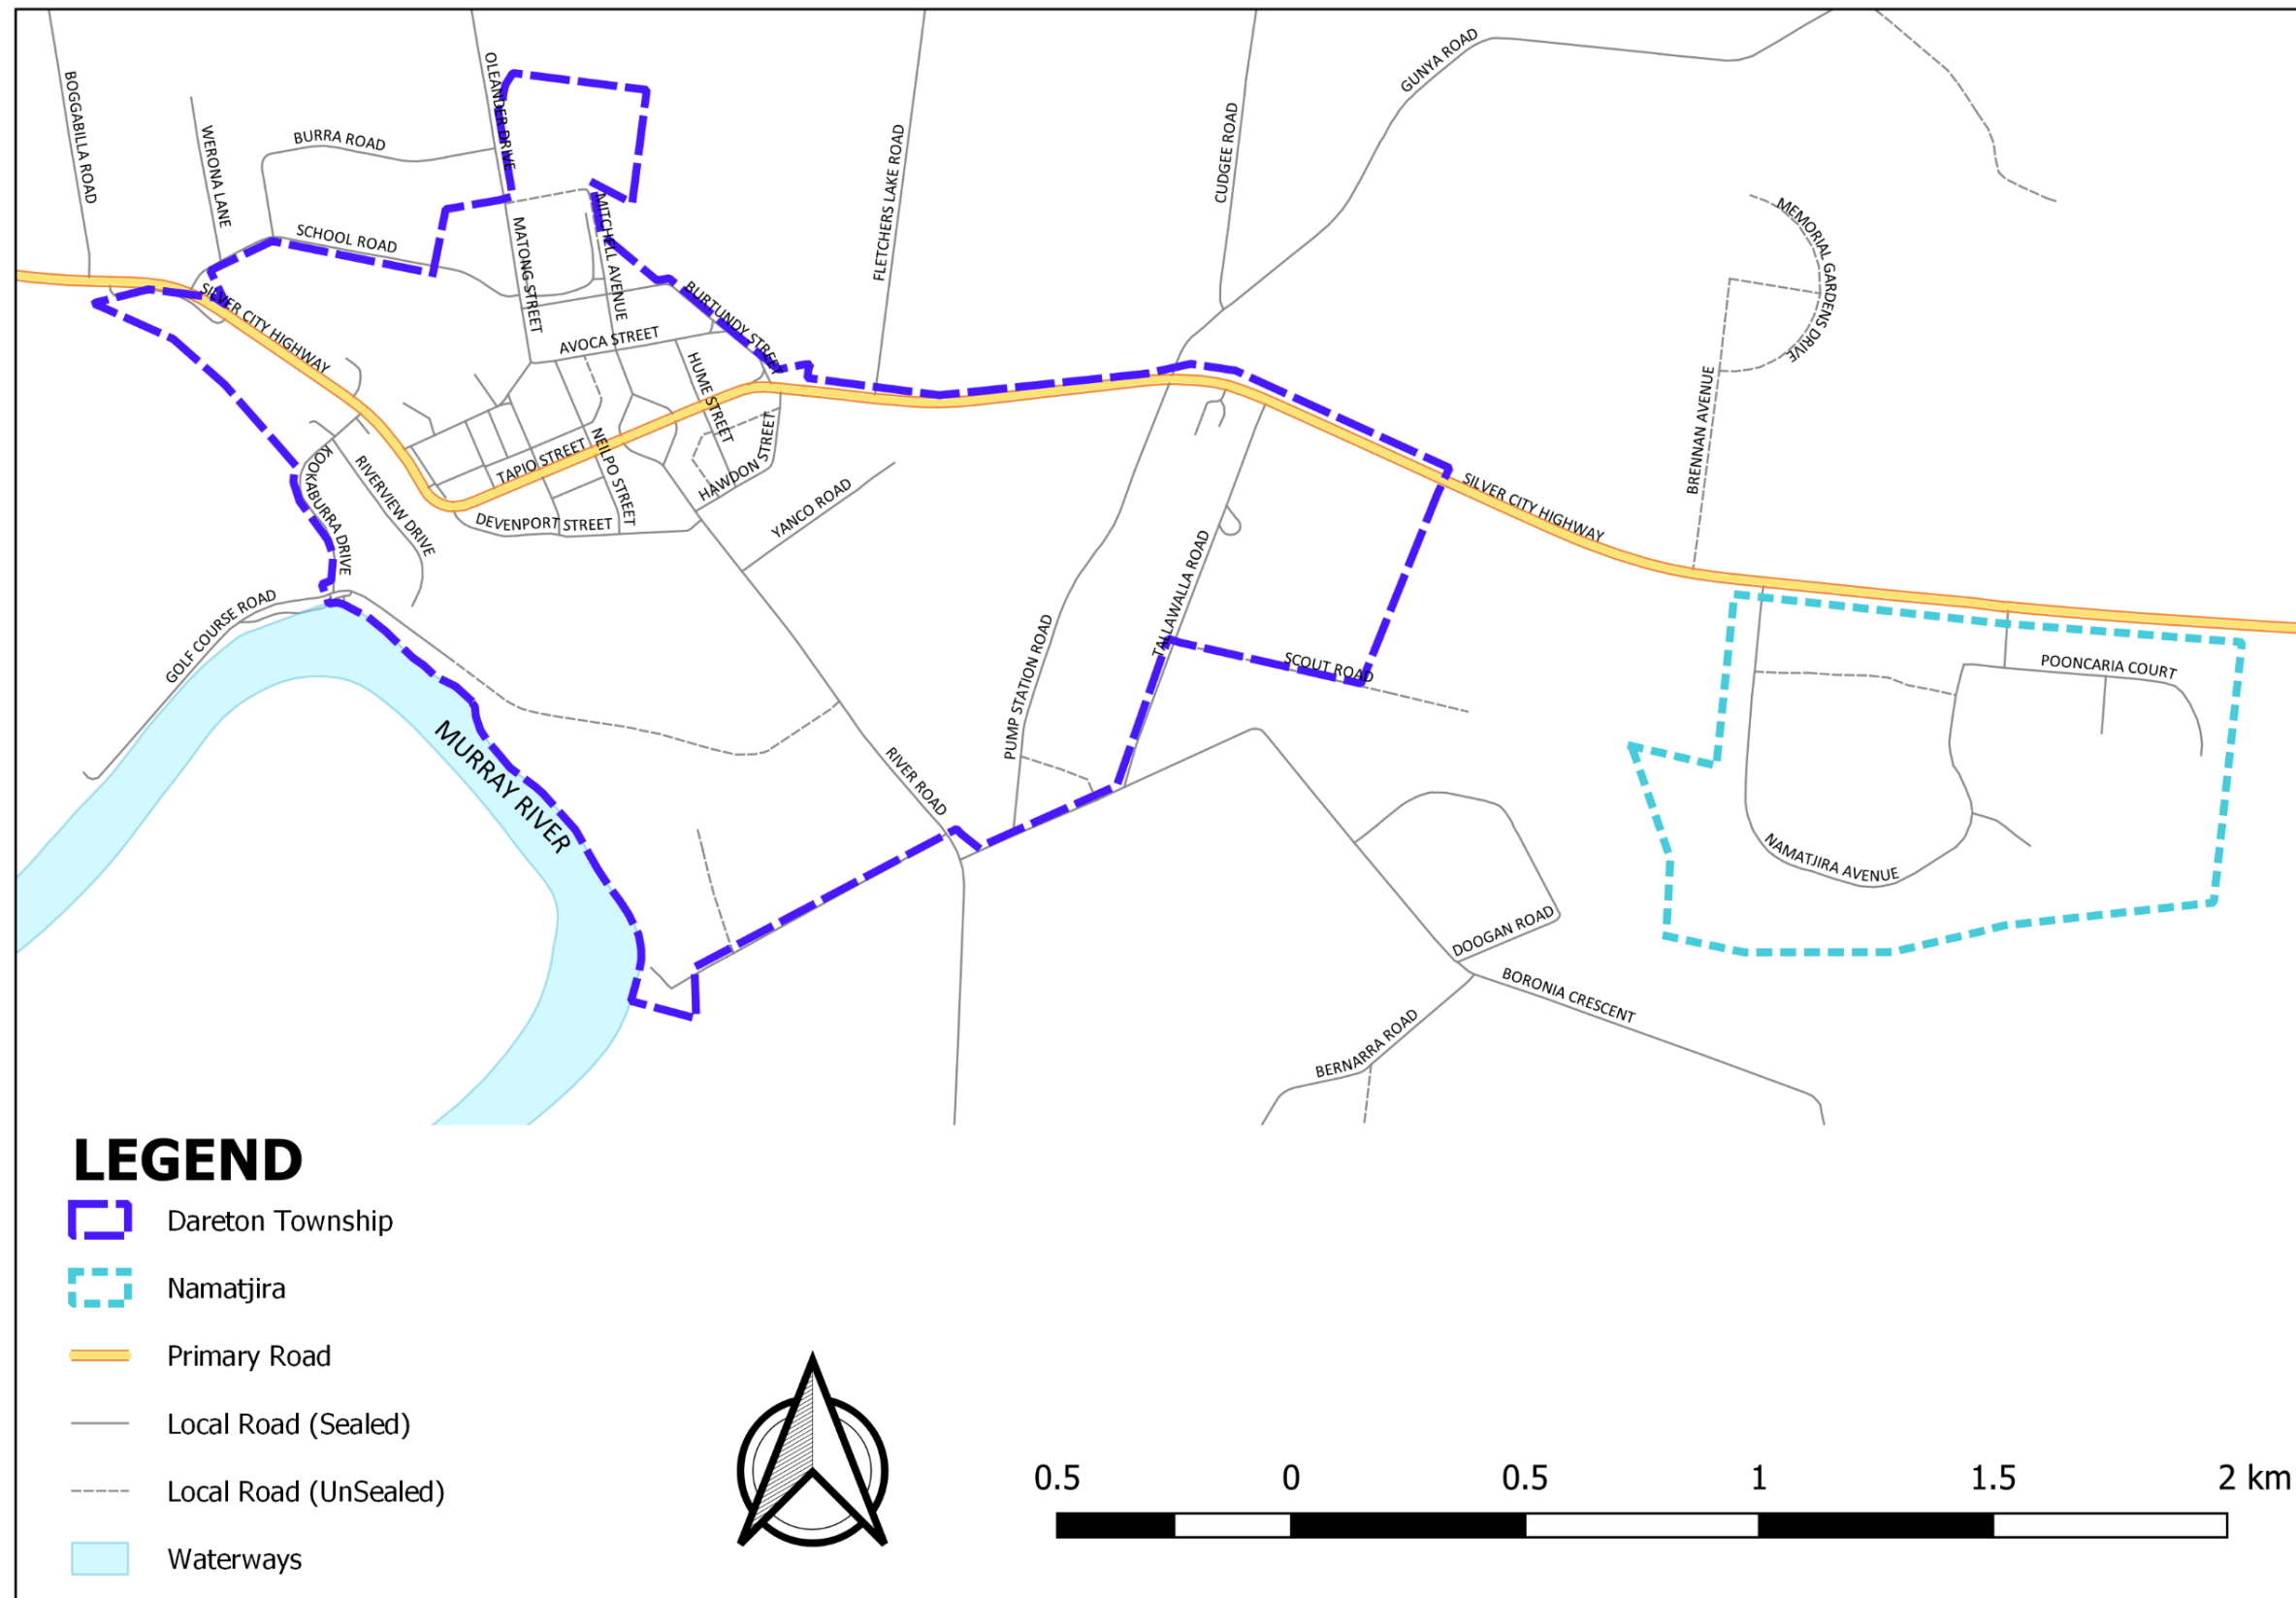 BOGGABILLA ROAD
WERONA LANE
BURRA ROAD
SCHOOL ROAD
OLEANDER DRIVE
MATONG STREET
MITCHELL AVENUE
BURTUNDY STREET
FLETCHERS LAKE ROAD
CUDGEE ROAD
GUNYA ROAD
MEMORIAL GARDENS DRIVE
BRENNAN AVENUE
SILVER CITY HIGHWAY
AVOCA STREET
HUME STREET
TAPIO STREET
NEILPO STREET
HAWDON STREET
DEVENPORT STREET
YANCO ROAD
KOOKABURRA DRIVE
RIVERVIEW DRIVE
GOLF COURSE ROAD
MURRAY RIVER
RIVER ROAD
PUMP STATION ROAD
TALLAWALLA ROAD
SCOUT ROAD
SILVER CITY HIGHWAY
POONCARIA COURT
NAMATJIRA AVENUE
DOOGAN ROAD
BORONIA CRESCENT
BERNARRA ROAD
LEGEND
Dareton Township
Namatjira
Primary Road
Local Road (Sealed)
Local Road (UnSealed)
Waterways
0.5 0 0.5 1 1.5 2 km